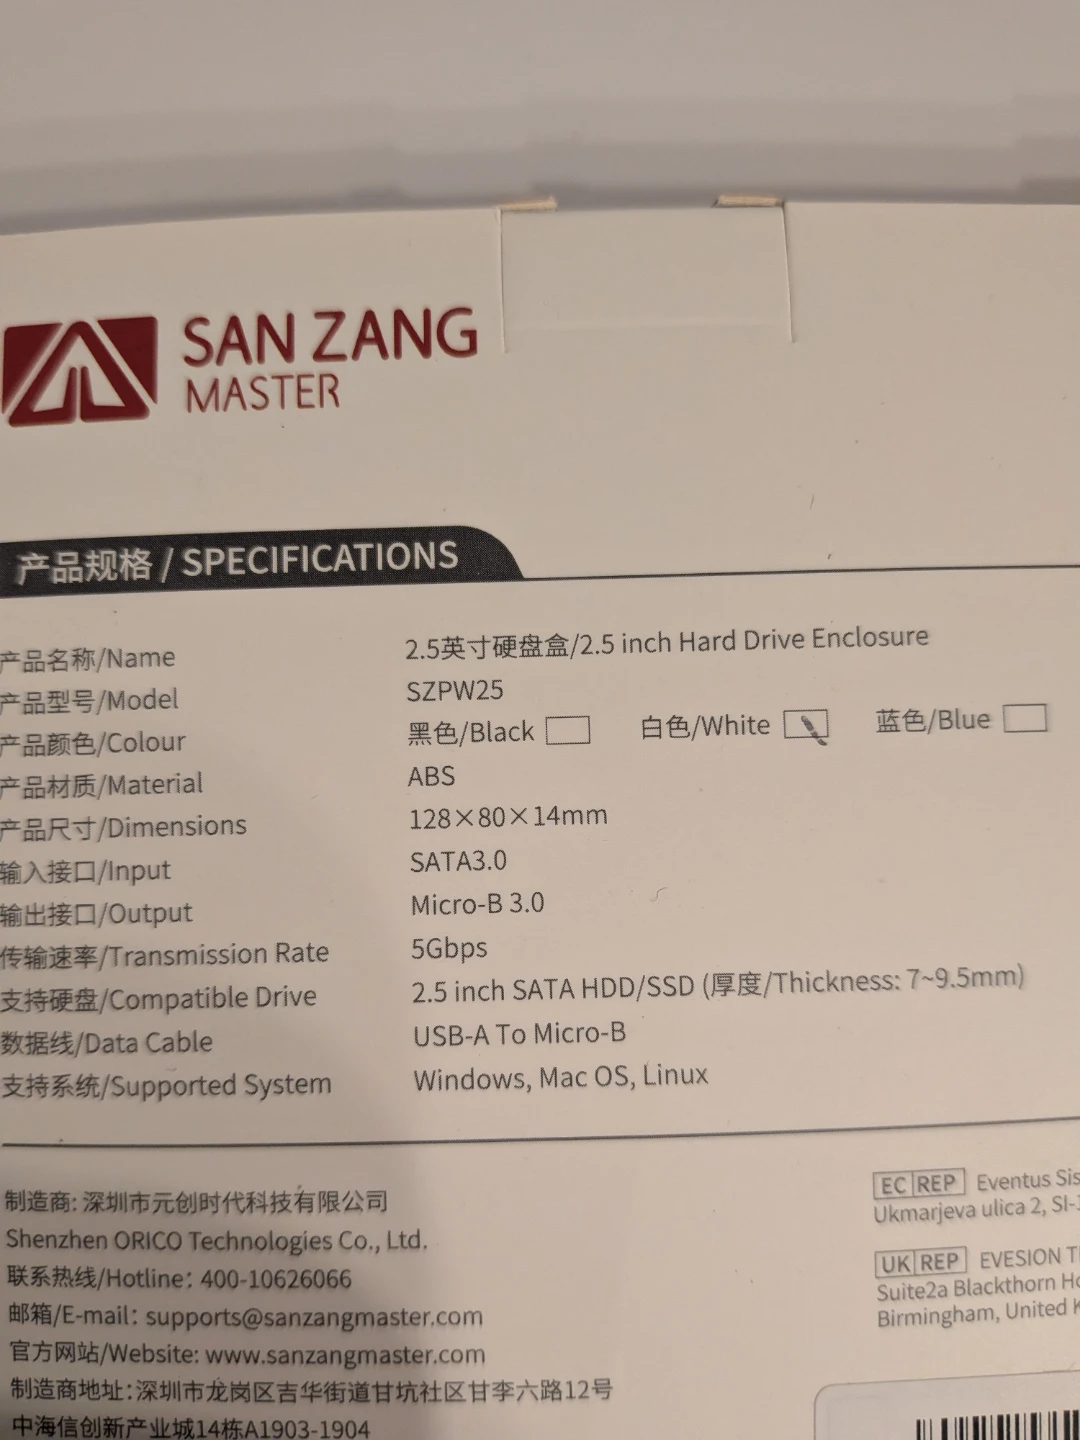 SAN ZANG
MASTER
产品规格 / SPECIFICATIONS
产品名称/Name 2.5英寸硬盘盒/2.5 inch Hard Drive Enclosure
产品型号/Model SZPW25
产品颜色/Colour 黑色/Black 白色/White 蓝色/Blue
产品材质/Material ABS
产品尺寸/Dimensions 128×80×14mm
输入接口/Input SATA3.0
输出接口/Output Micro-B 3.0
传输速率/Transmission Rate 5Gbps
支持硬盘/Compatible Drive 2.5 inch SATA HDD/SSD (厚度/Thickness: 7~9.5mm)
数据线/Data Cable USB-A To Micro-B
支持系统/Supported System Windows, Mac OS, Linux
制造商: 深圳市元创时代科技有限公司
Shenzhen ORICO Technologies Co., Ltd.
联系热线/Hotline: 400-10626066
邮箱/E-mail: supports@sanzangmaster.com
官方网站/Website: www.sanzangmaster.com
制造商地址: 深圳市龙岗区吉华街道甘坑社区甘李六路12号
中海信创新产业城14栋A1903-1904
EC REP Eventus Sis
Ukmarjeva ulica 2, SI-
UK REP EVESION
Suite2a Blackthorn
Birmingham, United